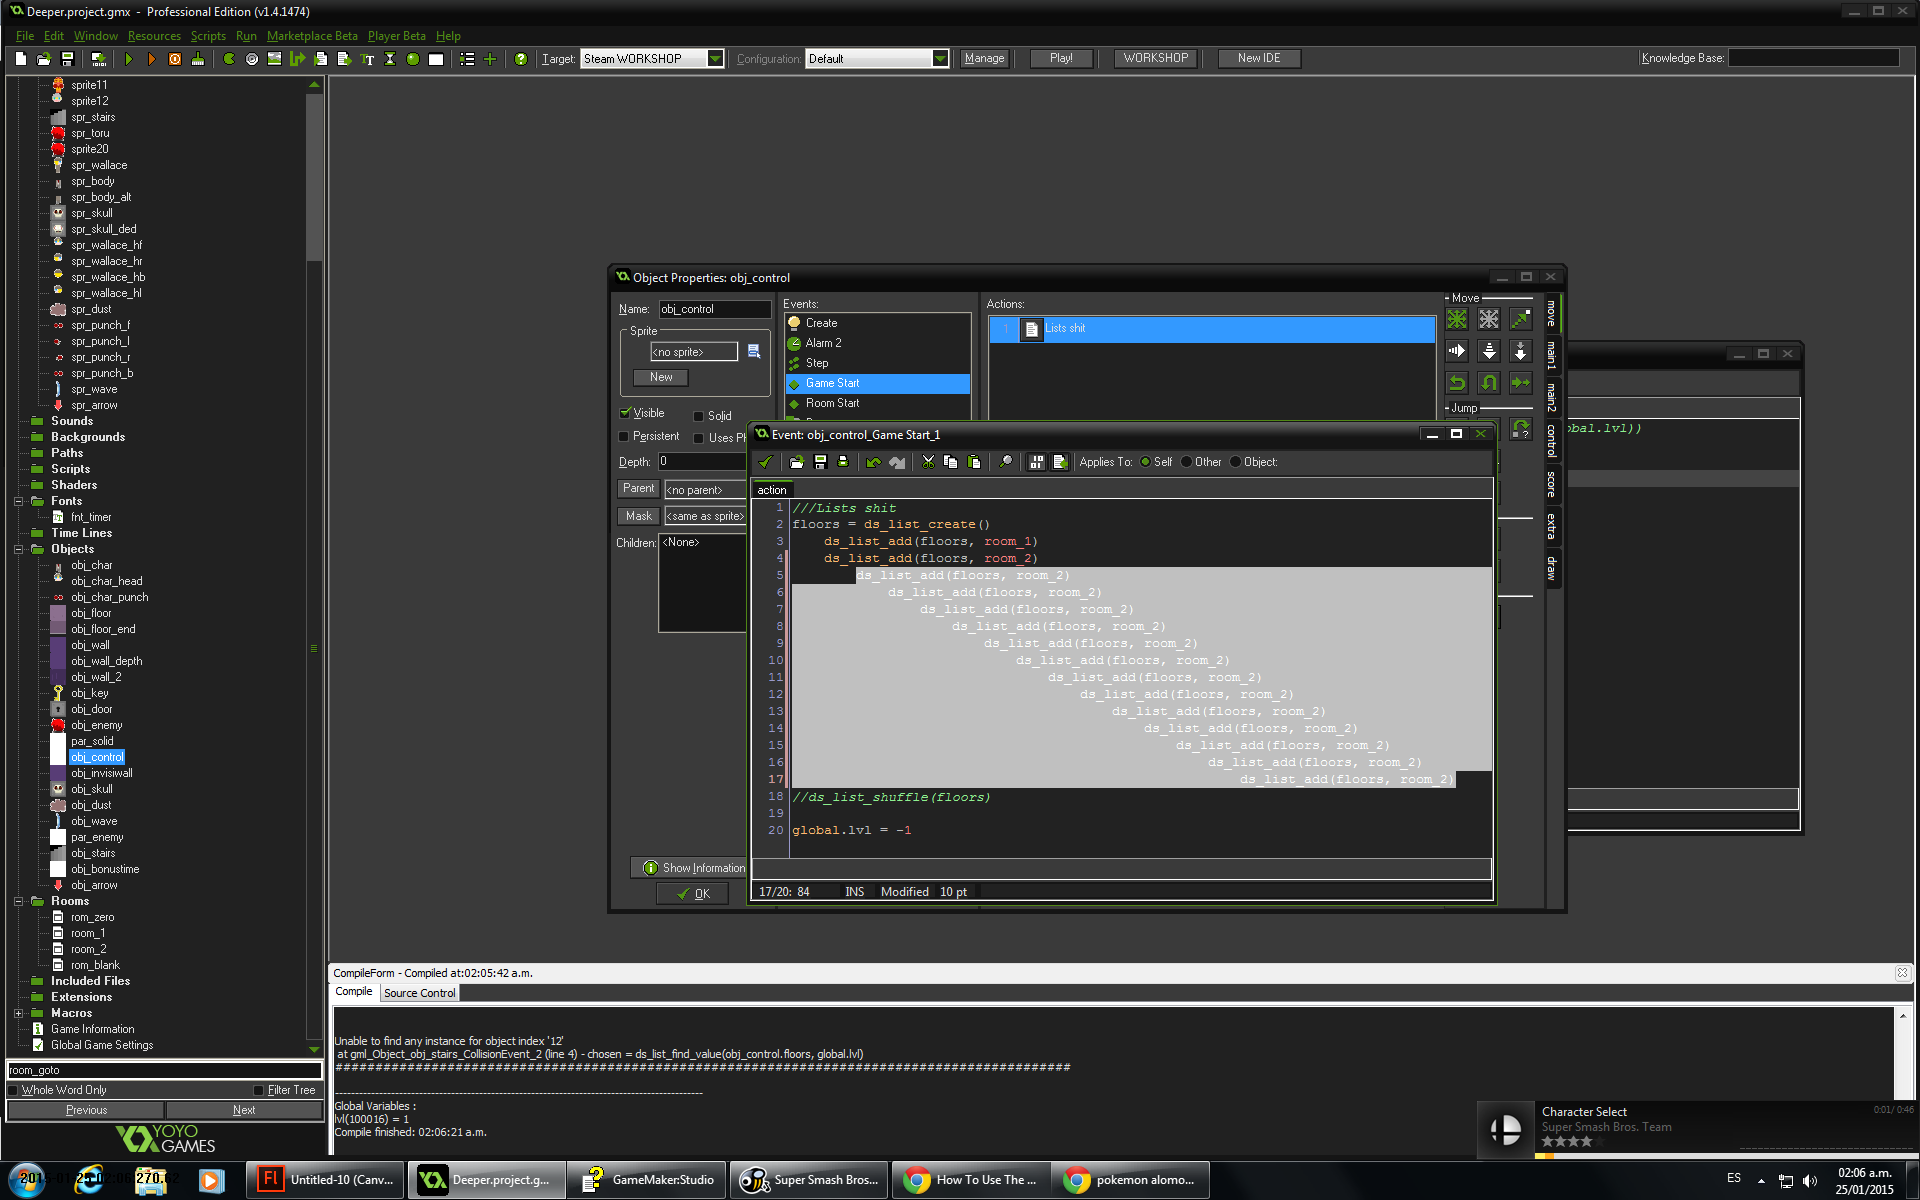 Deeper.project.gmx - Professional Edition (v1.4.1474)
File Edit Window Resources Scripts Run Marketplace Beta Player Beta Help
Target: Steam WORKSHOP Configuration: Default Manage Play! WORKSHOP New IDE Knowledge Base:
sprite11
sprite12
spr_stairs
spr_toru
sprite20
spr_wallace
spr_body
spr_body_alt
spr_skull
spr_skull_ded
spr_wallace_hf
spr_wallace_hr
spr_wallace_hb
spr_wallace_hl
spr_dust
spr_punch_f
spr_punch_l
spr_punch_r
spr_punch_b
spr_wave
spr_arrow
Sounds
Backgrounds
Paths
Scripts
Shaders
Fonts
fnt_timer
Time Lines
Objects
obj_char
obj_char_head
obj_char_punch
obj_floor
obj_floor_end
obj_wall
obj_wall_depth
obj_wall_2
obj_key
obj_door
obj_enemy
par_solid
obj_control
obj_invisiwall
obj_skull
obj_dust
obj_wave
par_enemy
obj_stairs
obj_bonustime
obj_arrow
Rooms
rom_zero
room_1
room_2
rom_blank
Included Files
Extensions
Macros
Game Information
Global Game Settings
room_goto
Whole Word Only Filter Tree
Previous Next
YOYO
GAMES
Object Properties: obj_control
Name: obj_control
Sprite
<no sprite>
New
Visible Solid
Persistent Uses P
Depth: 0
Parent <no parent>
Mask <same as sprite>
Children: <None>
Show Information
OK
Events:
Create
Alarm 2
Step
Game Start
Room Start
Actions:
1 Lists shit
Move
Jump
move
main1
main2
control
score
extra
draw
obal.lvl))
Event: obj_control_Game Start_1
Applies To: Self Other Object:
action
1 ///Lists shit
2 floors = ds_list_create()
3 ds_list_add(floors, room_1)
4 ds_list_add(floors, room_2)
5 ds_list_add(floors, room_2)
6 ds_list_add(floors, room_2)
7 ds_list_add(floors, room_2)
8 ds_list_add(floors, room_2)
9 ds_list_add(floors, room_2)
10 ds_list_add(floors, room_2)
11 ds_list_add(floors, room_2)
12 ds_list_add(floors, room_2)
13 ds_list_add(floors, room_2)
14 ds_list_add(floors, room_2)
15 ds_list_add(floors, room_2)
16 ds_list_add(floors, room_2)
17 ds_list_add(floors, room_2)
18 //ds_list_shuffle(floors)
19
20 global.lvl = -1
17/20: 84 INS Modified 10 pt
CompileForm - Compiled at:02:05:42 a.m.
Compile Source Control
Unable to find any instance for object index '12'
at gml_Object_obj_stairs_CollisionEvent_2 (line 4) - chosen = ds_list_find_value(obj_control.floors, global.lvl)
Global Variables :
lvl(100016) = 1
Compile finished: 02:06:21 a.m.
Character Select
Super Smash Bros. Team
0:01/ 0:46
Untitled-10 (Canv...
Deeper.project.g...
GameMaker:Studio
Super Smash Bros...
How To Use The ...
pokemon alomo...
ES
02:06 a.m.
25/01/2015